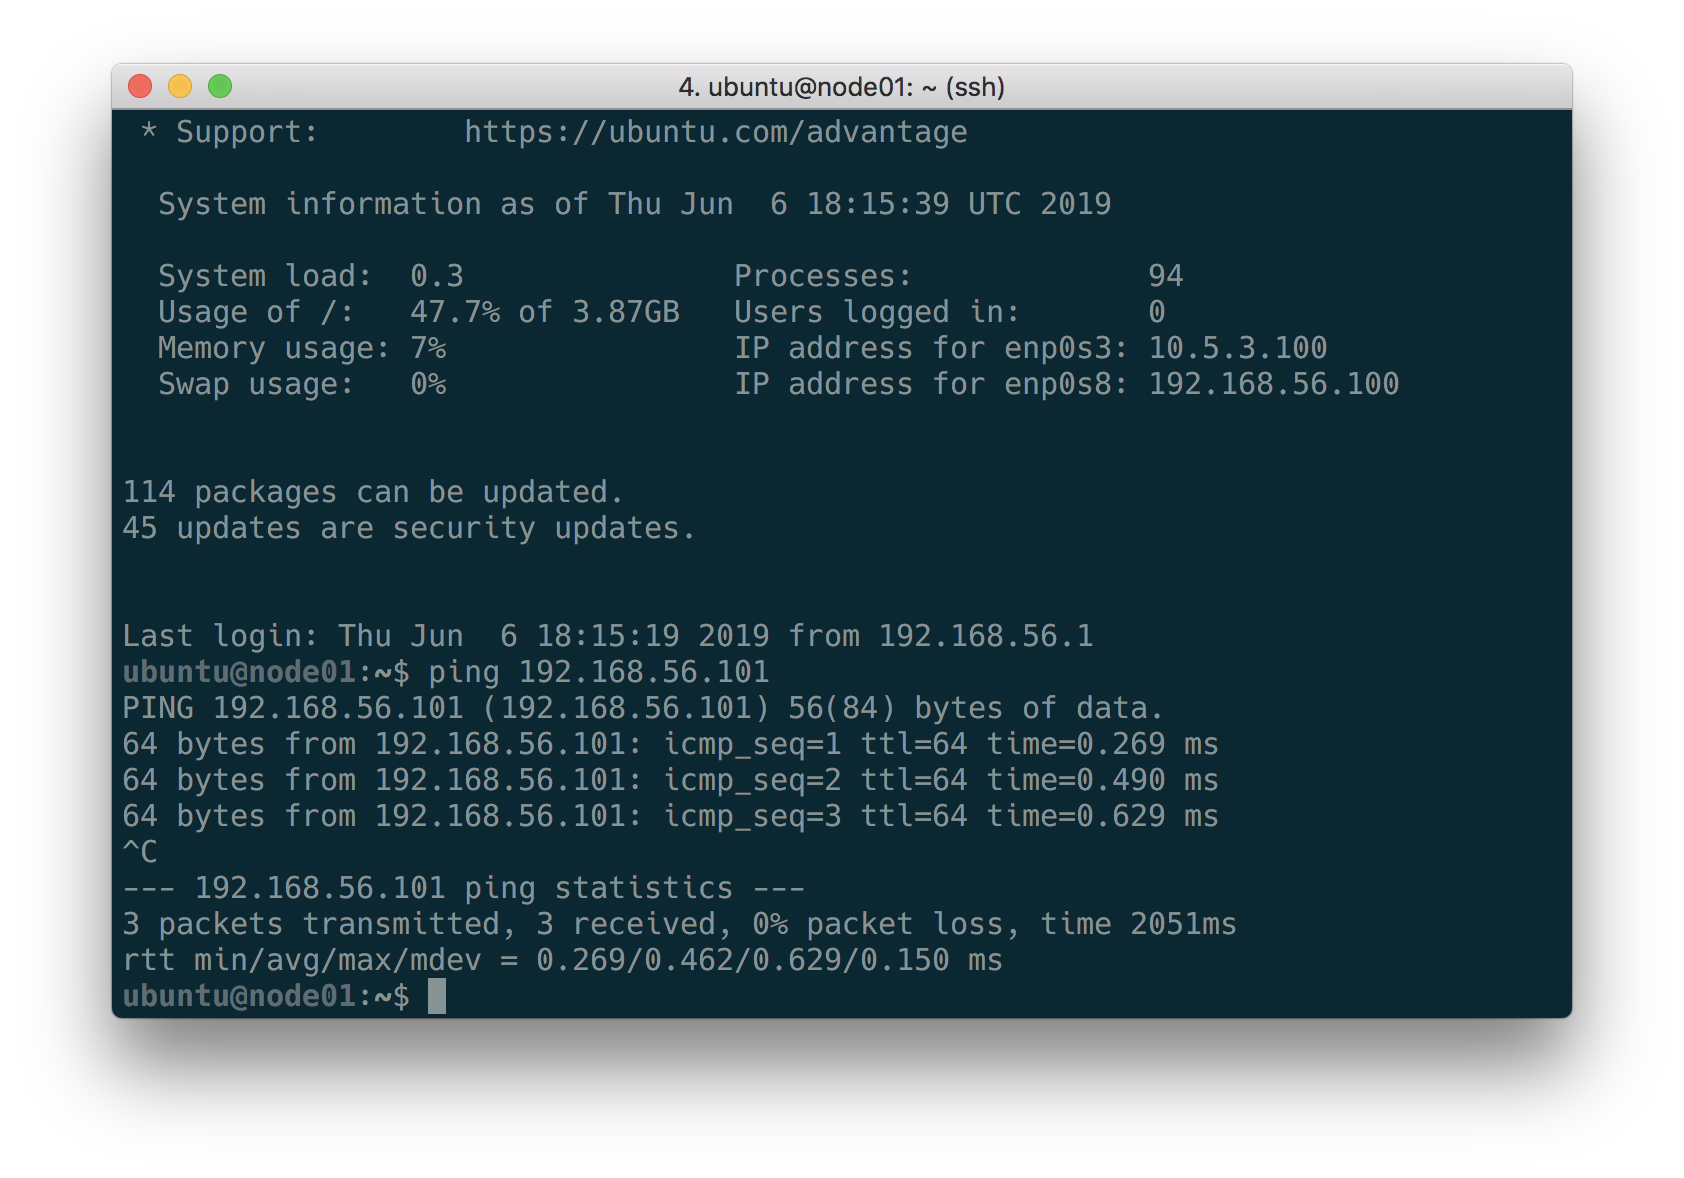 4. ubuntu@node01: ~ (ssh)
 * Support:        https://ubuntu.com/advantage

  System information as of Thu Jun  6 18:15:39 UTC 2019

  System load:  0.3               Processes:             94
  Usage of /:   47.7% of 3.87GB   Users logged in:       0
  Memory usage: 7%                IP address for enp0s3: 10.5.3.100
  Swap usage:   0%                IP address for enp0s8: 192.168.56.100


114 packages can be updated.
45 updates are security updates.


Last login: Thu Jun  6 18:15:19 2019 from 192.168.56.1
ubuntu@node01:~$ ping 192.168.56.101
PING 192.168.56.101 (192.168.56.101) 56(84) bytes of data.
64 bytes from 192.168.56.101: icmp_seq=1 ttl=64 time=0.269 ms
64 bytes from 192.168.56.101: icmp_seq=2 ttl=64 time=0.490 ms
64 bytes from 192.168.56.101: icmp_seq=3 ttl=64 time=0.629 ms
^C
--- 192.168.56.101 ping statistics ---
3 packets transmitted, 3 received, 0% packet loss, time 2051ms
rtt min/avg/max/mdev = 0.269/0.462/0.629/0.150 ms
ubuntu@node01:~$